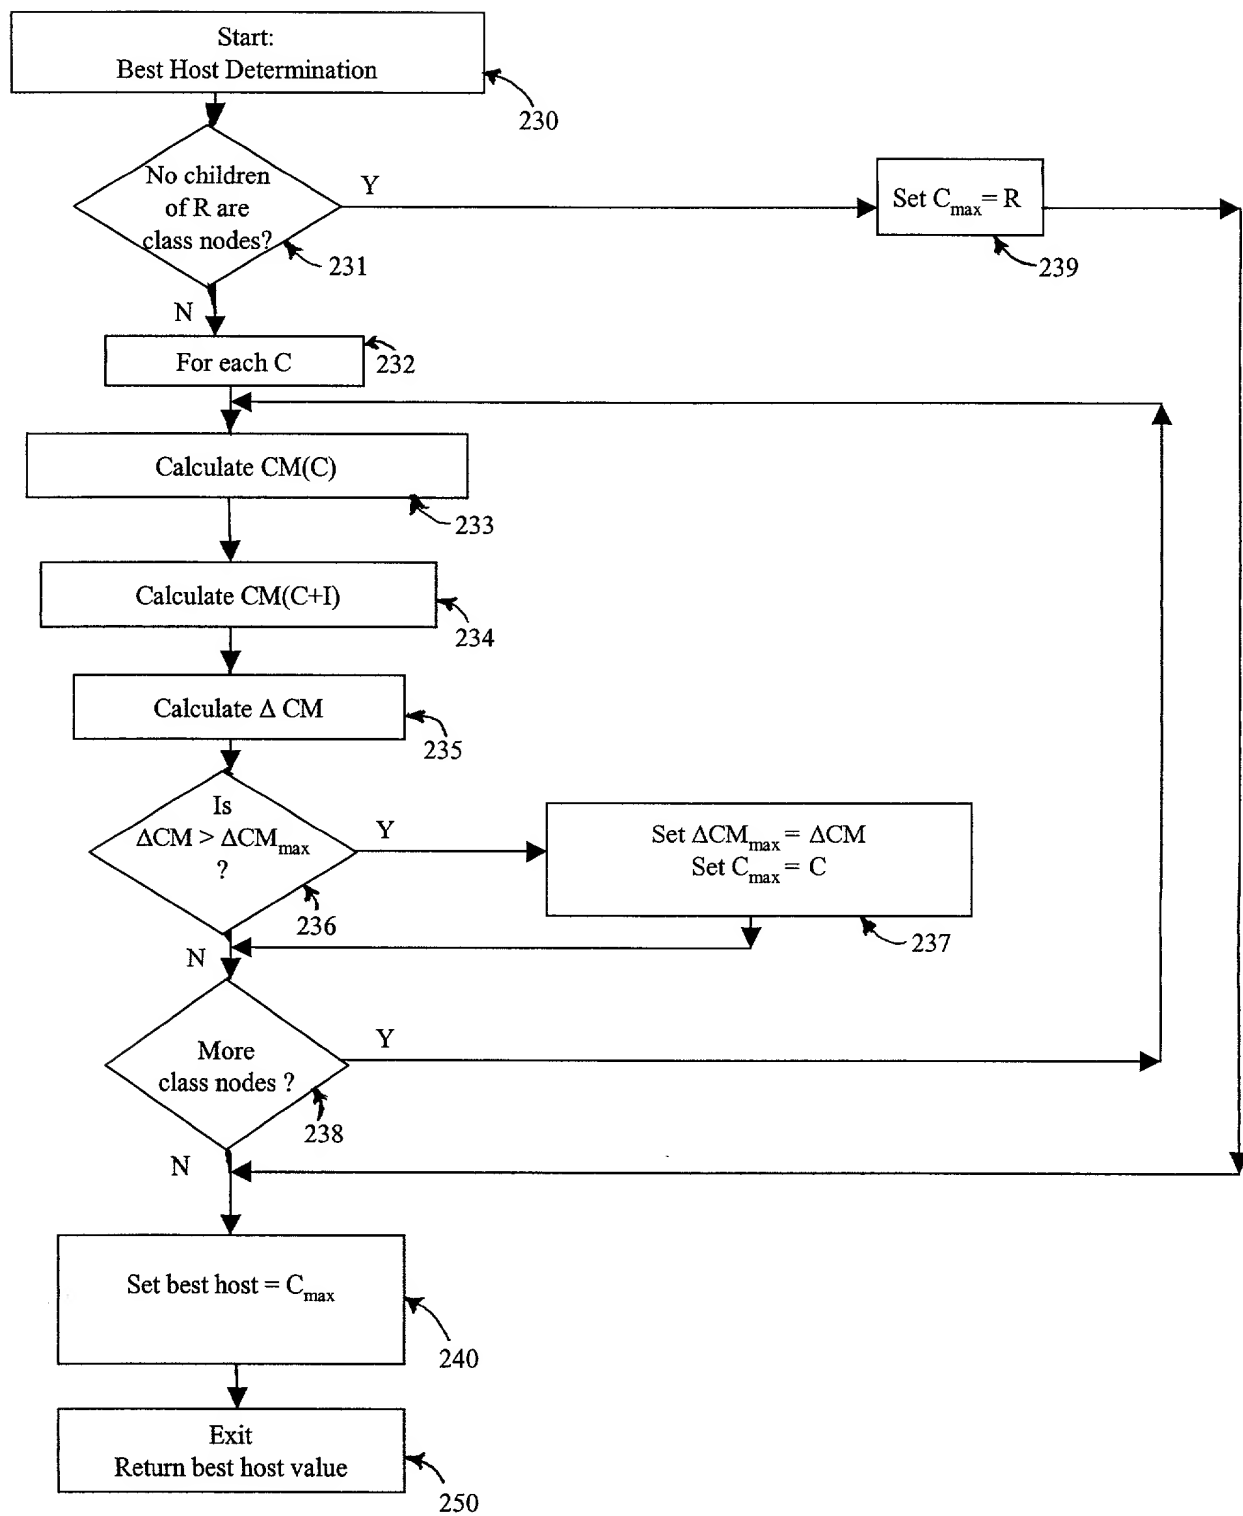 Start:
Best Host Determination
230
No children
of R are
class nodes?
Y
231
Set Cmax= R
239
N
For each C
232
Calculate CM(C)
233
Calculate CM(C+I)
234
Calculate Δ CM
235
Is
ΔCM > ΔCMmax
?
Y
236
Set ΔCMmax = ΔCM
Set Cmax = C
237
N
More
class nodes ?
Y
238
N
Set best host = Cmax
240
Exit
Return best host value
250